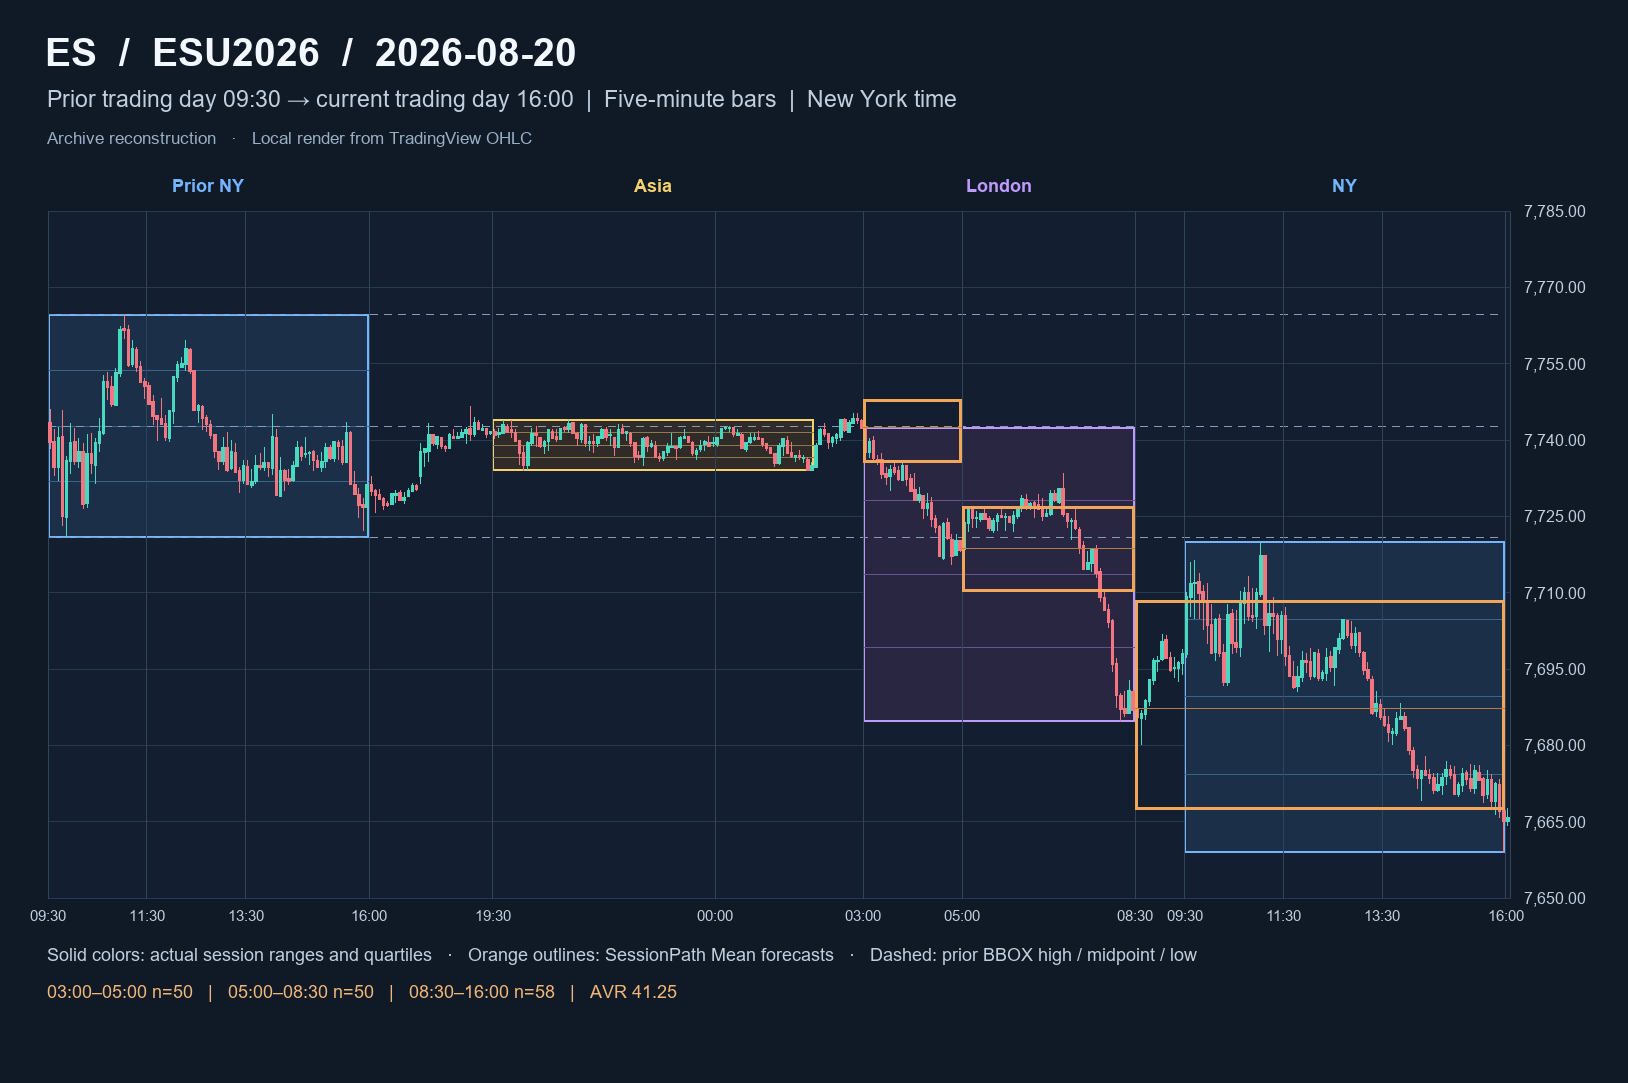 ES / ESU2026 / 2026-08-20
Prior trading day 09:30 → current trading day 16:00 | Five-minute bars | New York time
Archive reconstruction · Local render from TradingView OHLC
Prior NY Asia London NY
7,785.00
7,770.00
7,755.00
7,740.00
7,725.00
7,710.00
7,695.00
7,680.00
7,665.00
7,650.00
09:30 11:30 13:30 16:00 19:30 00:00 03:00 05:00 08:30 09:30 11:30 13:30 16:00
Solid colors: actual session ranges and quartiles · Orange outlines: SessionPath Mean forecasts · Dashed: prior BBOX high / midpoint / low
03:00–05:00 n=50 | 05:00–08:30 n=50 | 08:30–16:00 n=58 | AVR 41.25